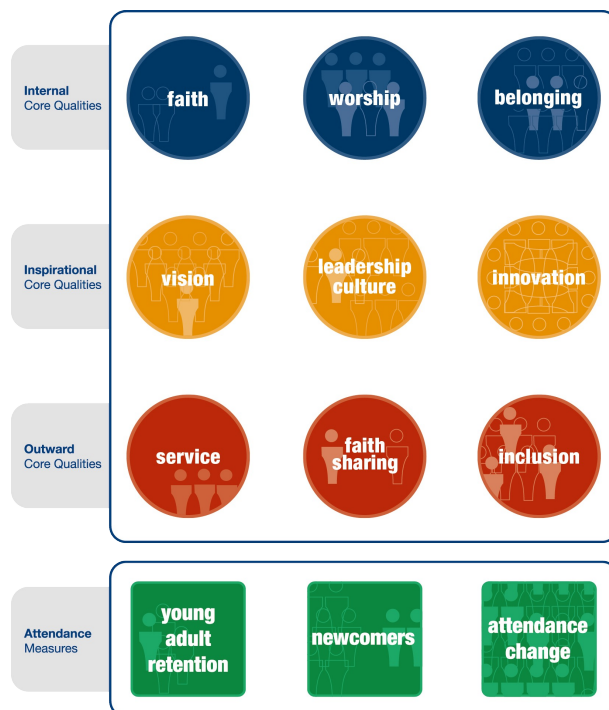 Internal
Core Qualities
faith
worship
belonging
Inspirational
Core Qualities
vision
leadership
culture
innovation
Outward
Core Qualities
service
faith
sharing
inclusion
Attendance
Measures
young
adult
retention
newcomers
attendance
change